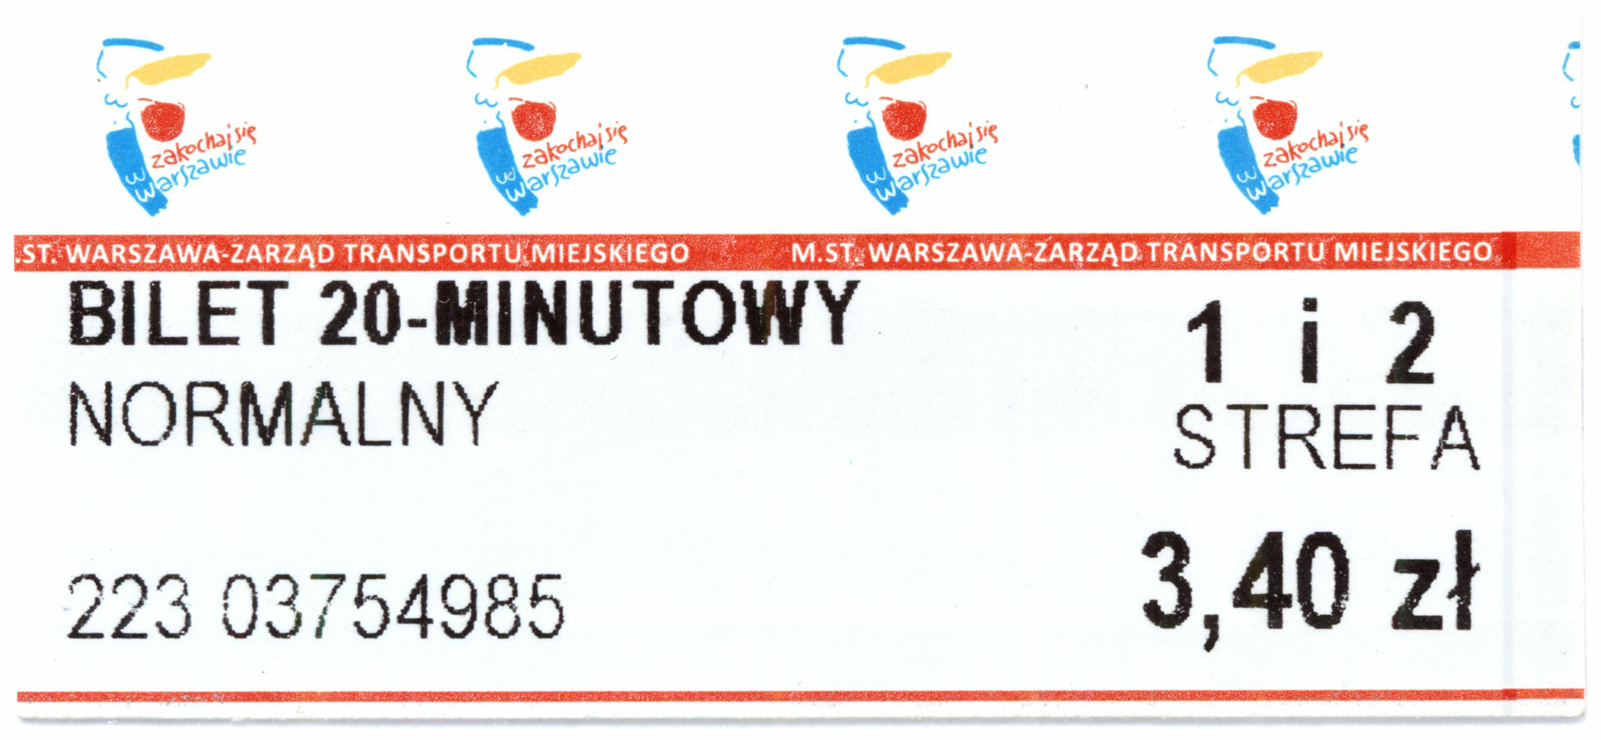 zakochaj się zakochaj się zakochaj się zakochaj się
w Warszawie w Warszawie w Warszawie w Warszawie
.ST. WARSZAWA-ZARZĄD TRANSPORTU MIEJSKIEGO M.ST. WARSZAWA-ZARZĄD TRANSPORTU MIEJSKIEGO
BILET 20-MINUTOWY
NORMALNY
1 i 2
STREFA
223 03754985
3,40 zł